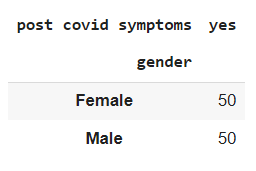 post covid symptoms yes
gender
Female 50
Male 50